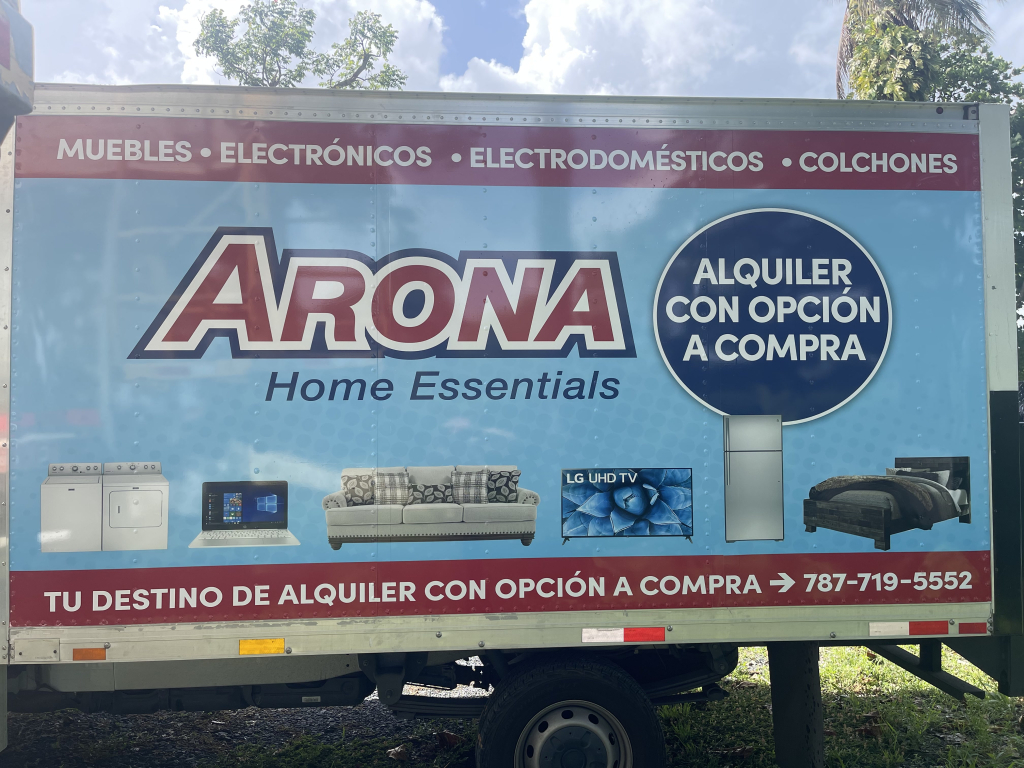 MUEBLES • ELECTRÓNICOS • ELECTRODOMÉSTICOS • COLCHONES
ARONA
Home Essentials
ALQUILER
CON OPCIÓN
A COMPRA
LG UHD TV
TU DESTINO DE ALQUILER CON OPCIÓN A COMPRA → 787-719-5552